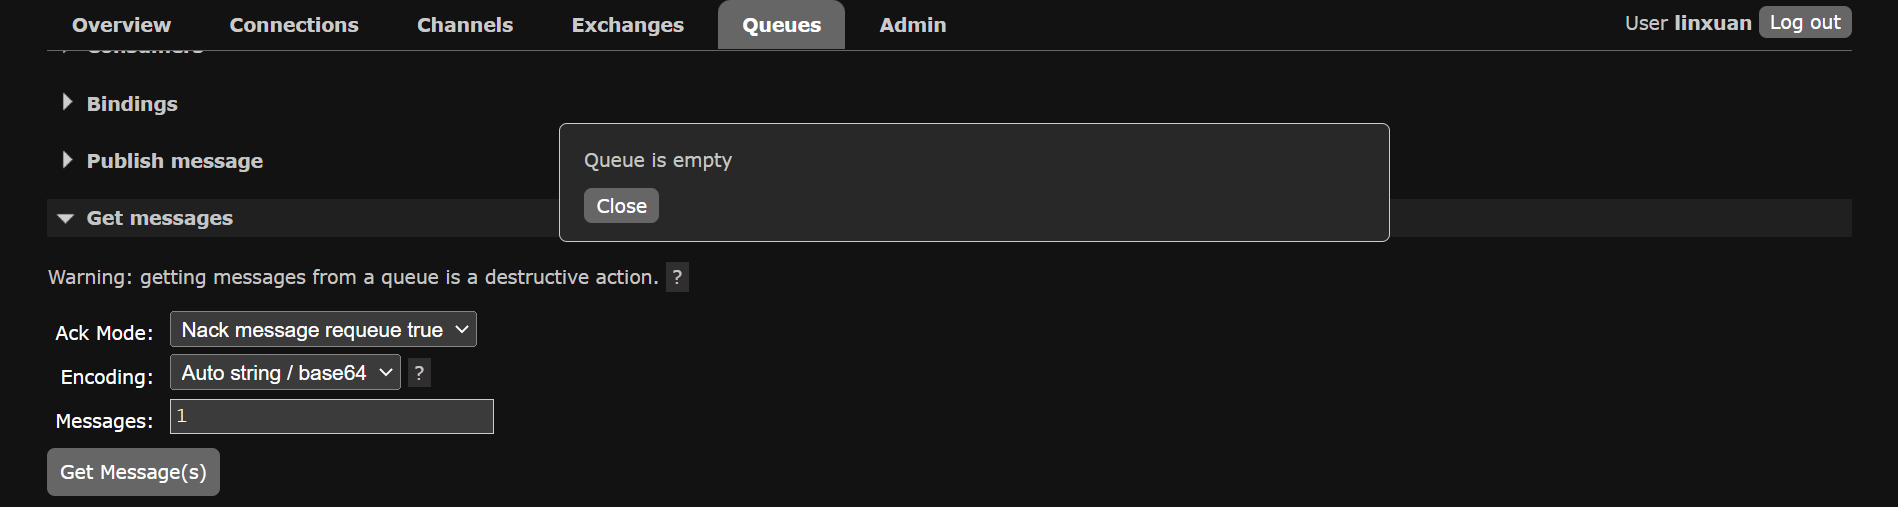 Overview Connections Channels Exchanges Queues Admin User linxuan Log out
Consumers
Bindings
Publish message
Queue is empty
Close
Get messages
Warning: getting messages from a queue is a destructive action. ?
Ack Mode: Nack message requeue true
Encoding: Auto string / base64 ?
Messages: 1
Get Message(s)